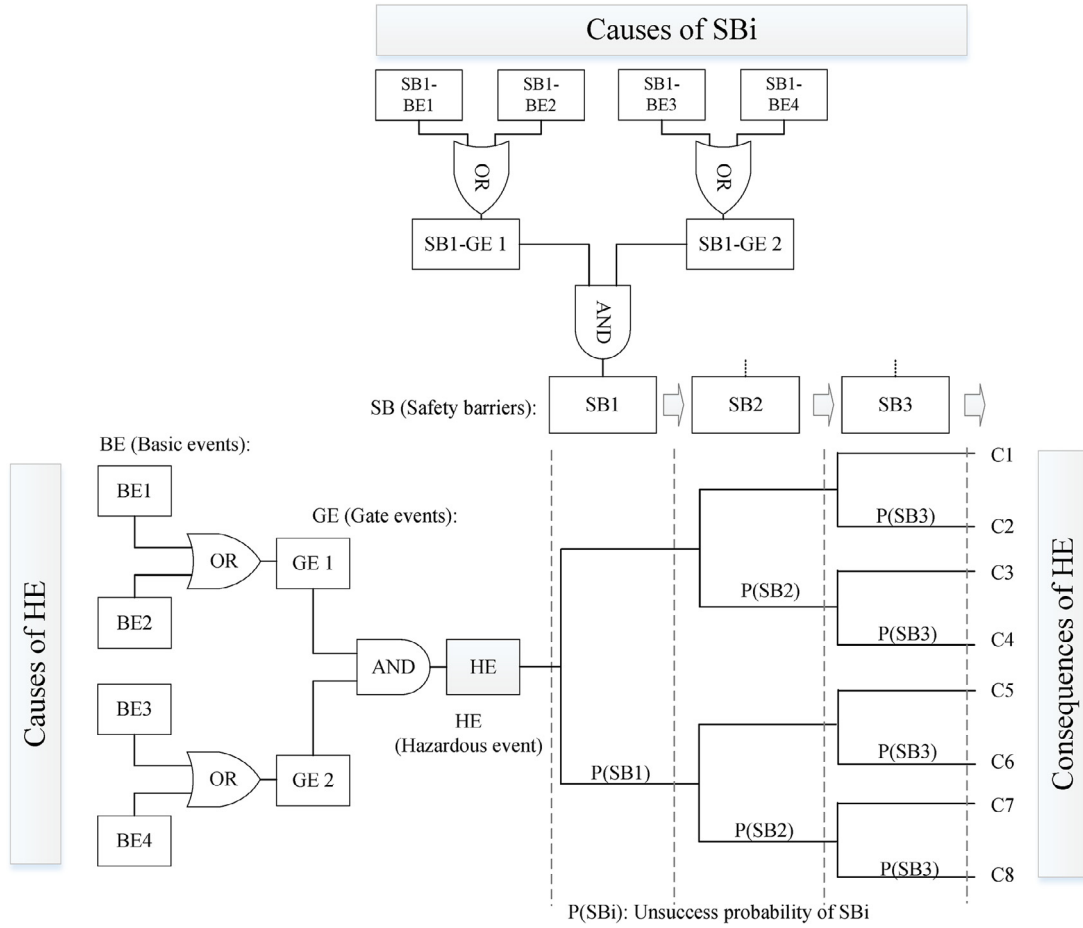 Causes of SBi
SB1-
BE1
SB1-
BE2
SB1-
BE3
SB1-
BE4
OR
OR
SB1-GE 1
SB1-GE 2
AND
SB (Safety barriers):
SB1
SB2
SB3
BE (Basic events):
Causes of HE
BE1
BE2
BE3
BE4
OR
OR
GE (Gate events):
GE 1
GE 2
AND
HE
HE
(Hazardous event)
P(SB1)
P(SB2)
P(SB2)
P(SB3)
P(SB3)
P(SB3)
P(SB3)
C1
C2
C3
C4
C5
C6
C7
C8
Consequences of HE
P(SBi): Unsuccess probability of SBi